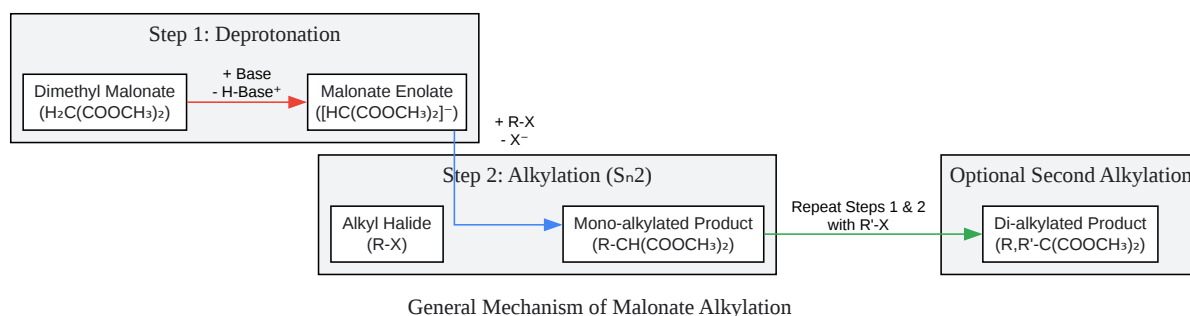 Step 1: Deprotonation
Dimethyl Malonate
(H₂C(COOCH₃)₂)
+ Base
- H-Base⁺
Malonate Enolate
([HC(COOCH₃)₂]⁻)
+ R-X
- X⁻
Step 2: Alkylation (Sₙ2)
Alkyl Halide
(R-X)
Mono-alkylated Product
(R-CH(COOCH₃)₂)
Repeat Steps 1 & 2
with R'-X
Optional Second Alkylation
Di-alkylated Product
(R,R'-C(COOCH₃)₂)
General Mechanism of Malonate Alkylation